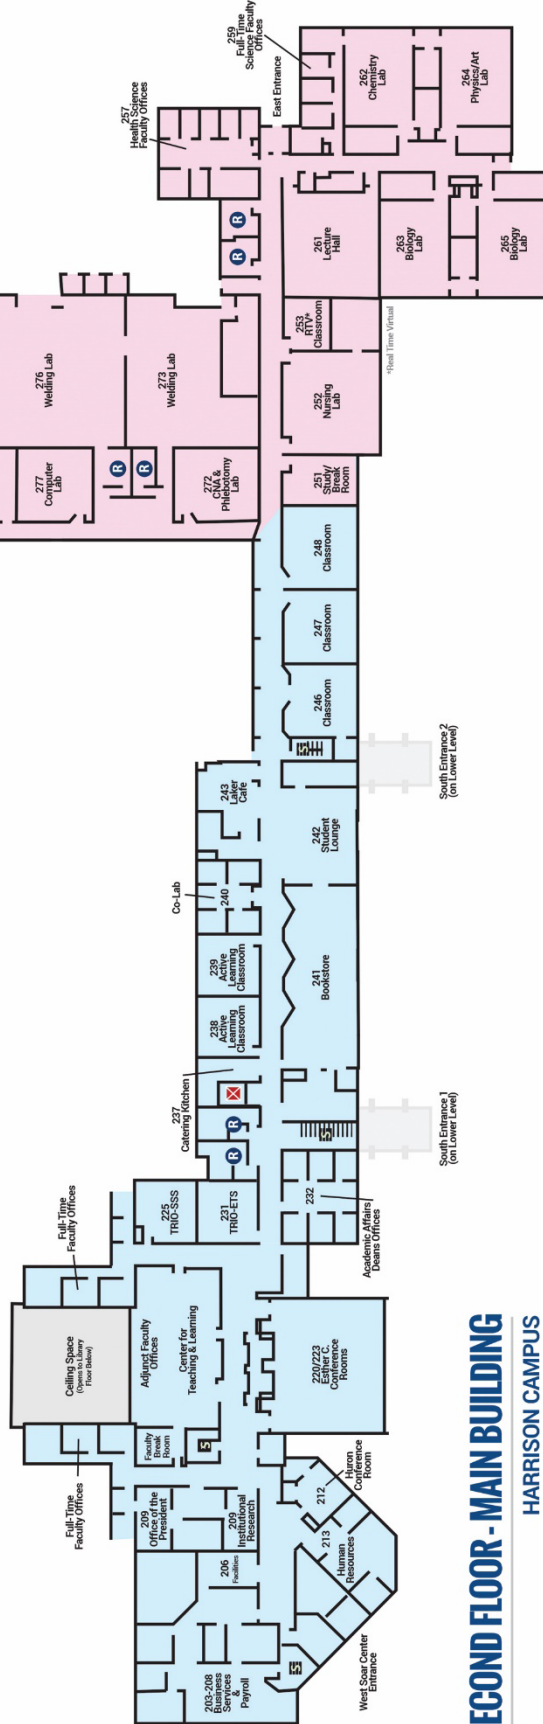 259
Full-Time
Science Faculty
Offices
East Entrance
262
Chemistry
Lab
264
Physics/Art
Lab
257
Health Science
Faculty Offices
R
R
261
Lecture
Hall
263
Biology
Lab
265
Biology
Lab
253
RTV*
Classroom
*Real Time Virtual
276
Welding Lab
273
Welding Lab
252
Nursing
Lab
277
Computer
Lab
R
R
272
CNA &
Phlebotomy
Lab
251
Study/
Break
Room
248
Classroom
247
Classroom
246
Classroom
S
South Entrance 2
(on Lower Level)
243
Laker
Cafe
242
Student
Lounge
Co-Lab
240
239
Active
Learning
Classroom
238
Active
Learning
Classroom
241
Bookstore
237
Catering Kitchen
R
R
S
South Entrance 1
(on Lower Level)
225
TRIO-SSS
231
TRIO-ETS
232
Academic Affairs
Deans Offices
Full-Time
Faculty Offices
Ceiling Space
(Opens to Library
Floor Below)
Adjunct Faculty
Offices
Center for
Teaching & Learning
220/223
Esther C.
Conference
Rooms
Full-Time
Faculty Offices
Faculty
Break
Room
S
209
Office of the
President
209
Institutional
Research
212
Huron
Conference
Room
213
Human
Resources
206
Facilities
203-208
Business
Services
&
Payroll
S
West Soar Center
Entrance
ECOND FLOOR - MAIN BUILDING
HARRISON CAMPUS